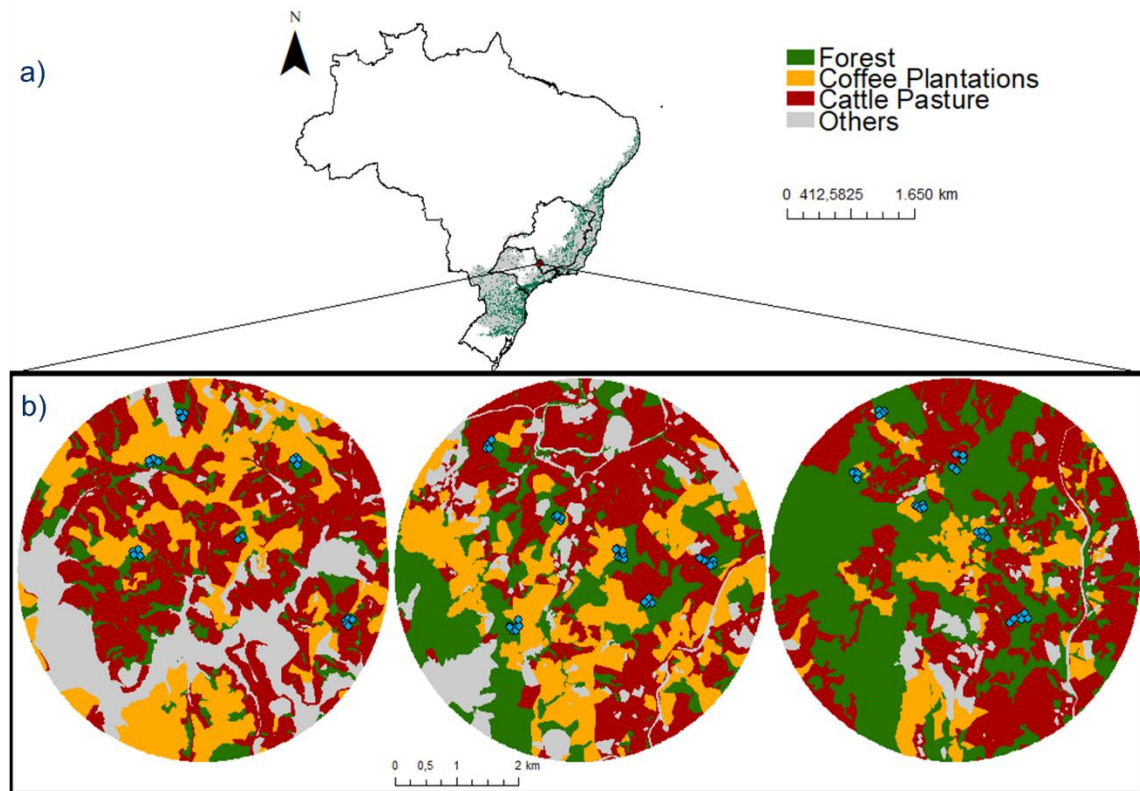 N
a)
Forest
Coffee Plantations
Cattle Pasture
Others
0 412,5825 1.650 km
b)
0 0,5 1 2 km